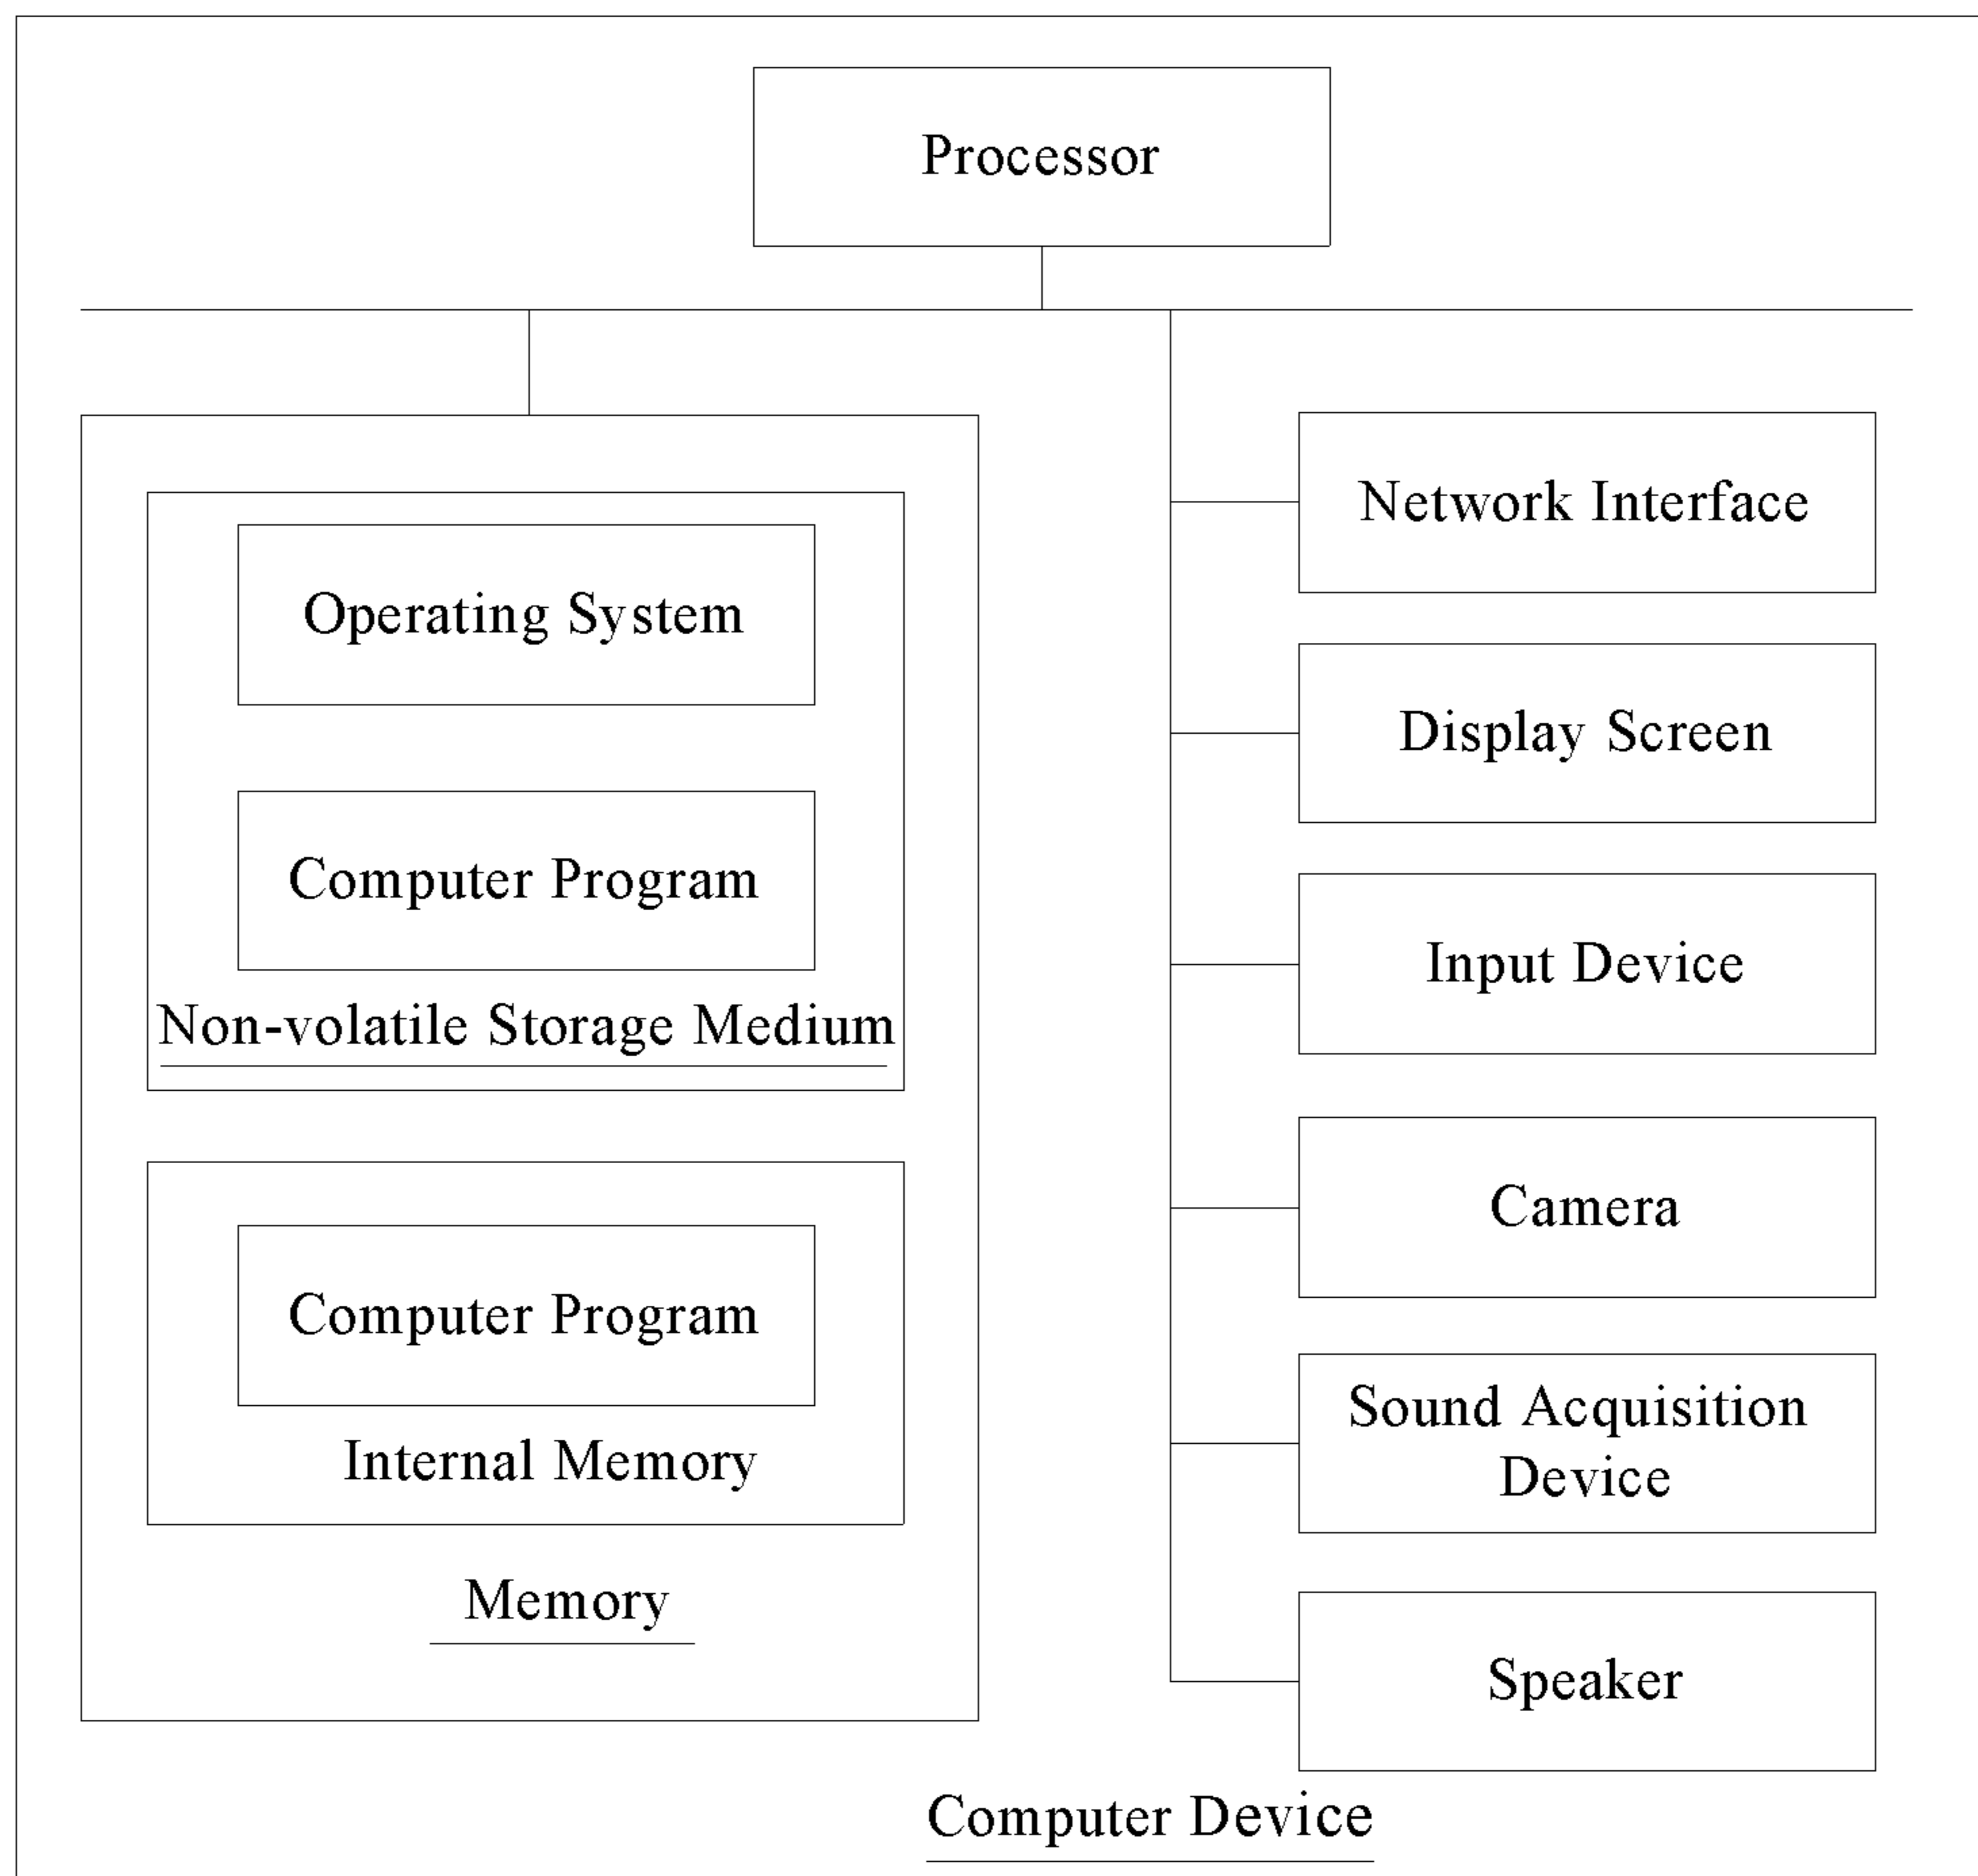 Processor
Operating System
Computer Program
Non-volatile Storage Medium
Computer Program
Internal Memory
Memory
Network Interface
Display Screen
Input Device
Camera
Sound Acquisition
Device
Speaker
Computer Device